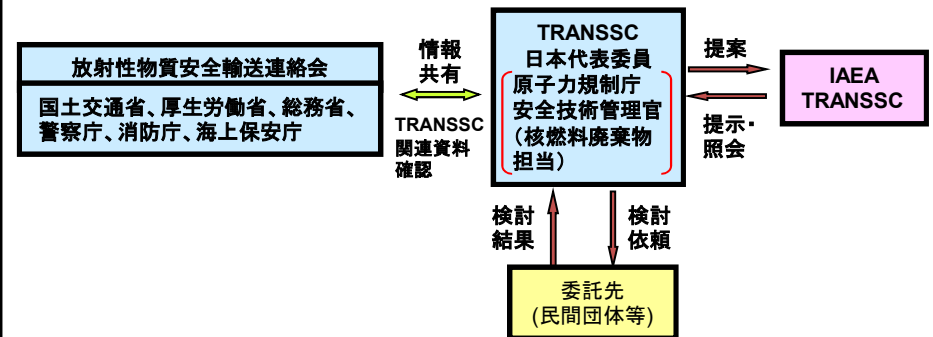 放射性物質安全輸送連絡会
国土交通省、厚生労働省、総務省、
警察庁、消防庁、海上保安庁
情報
共有
TRANSSC
関連資料
確認
TRANSSC
日本代表委員
原子力規制庁
安全技術管理官
(核燃料廃棄物
担当)
提案
提示・
照会
IAEA
TRANSSC
検討
結果
検討
依頼
委託先
(民間団体等)